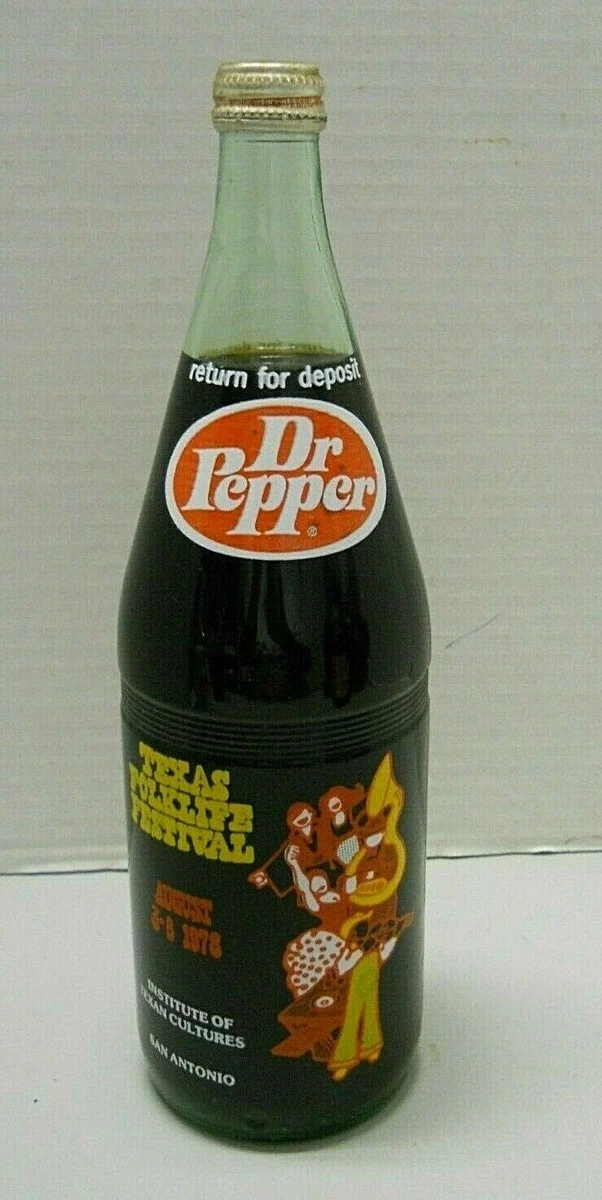 return for deposit
Dr
Pepper
®
TEXAS
FOLKLIFE
FESTIVAL
AUGUST
3-6 1978
INSTITUTE OF
TEXAN CULTURES
SAN ANTONIO